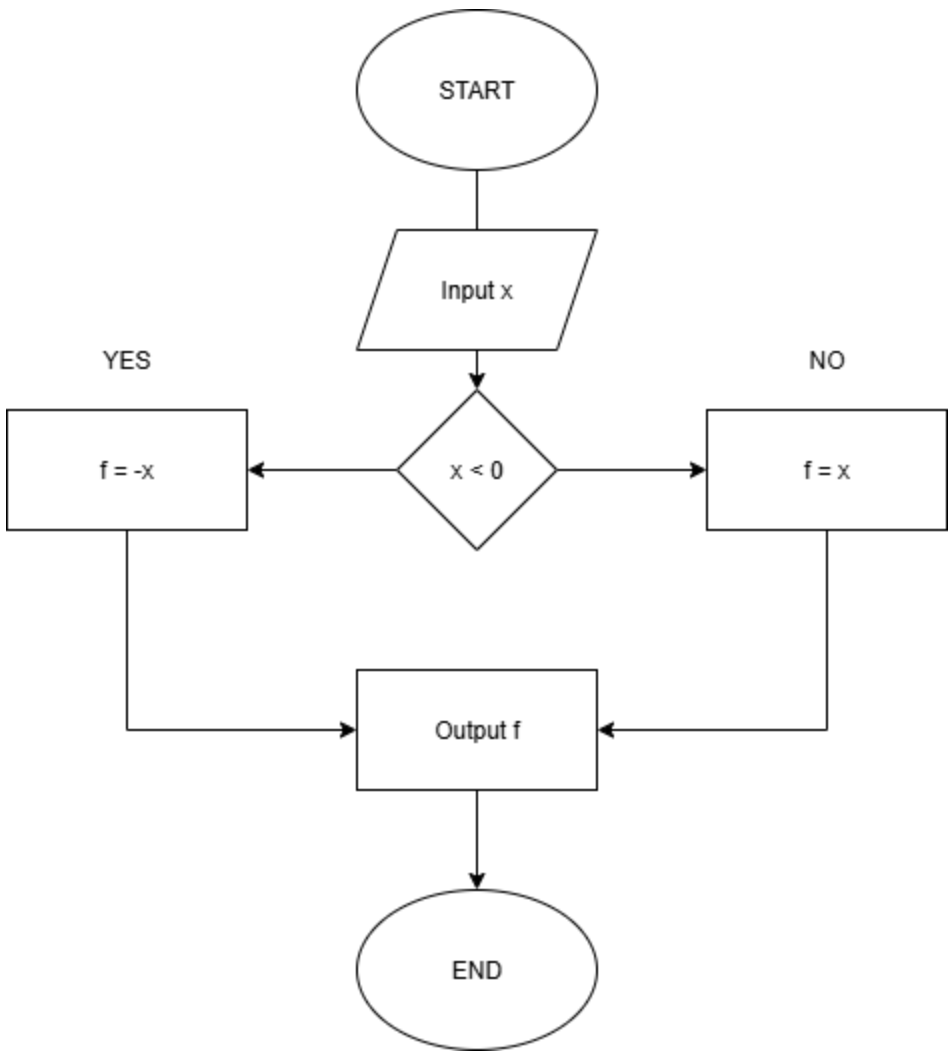 START
Input x
YES
NO
f = -x
x < 0
f = x
Output f
END